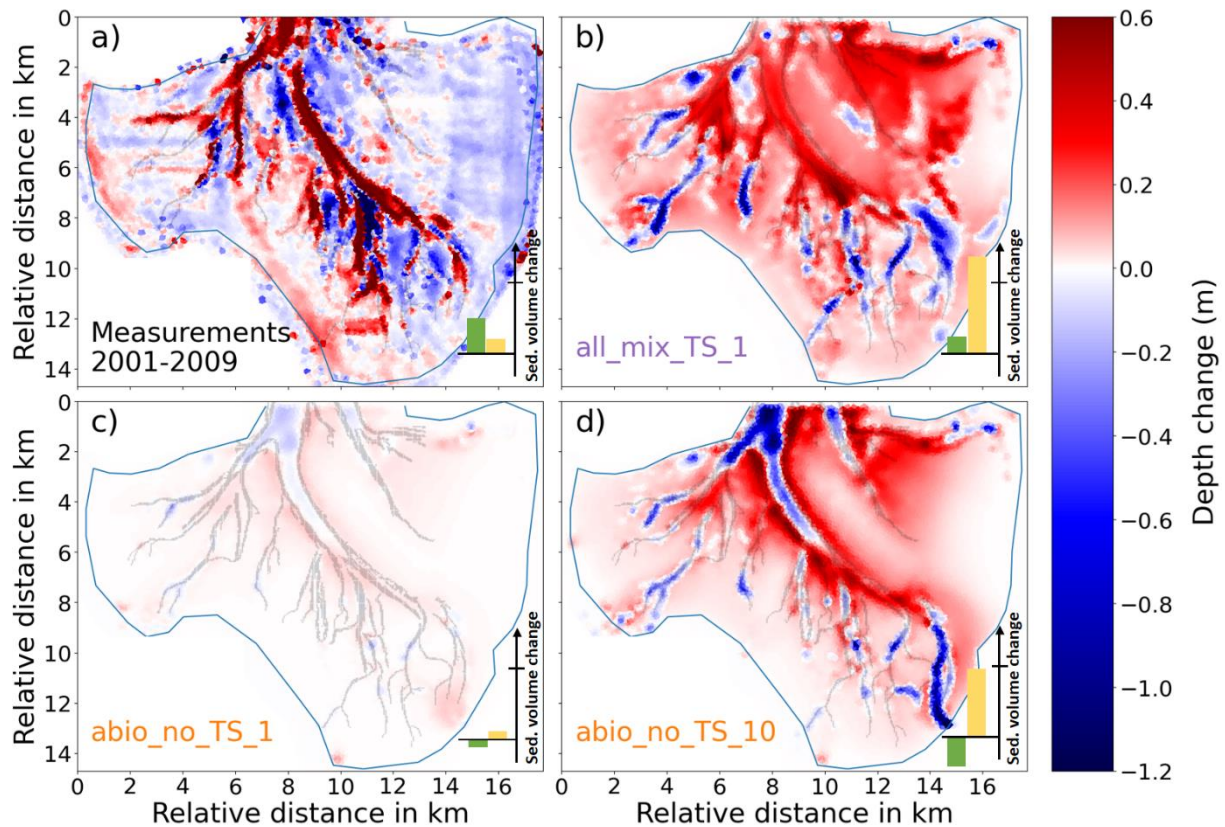 a)
b)
0
2
4
6
8
10
12
14
Relative distance in km
Measurements
2001-2009
Sed. volume change
all_mix_TS_1
Sed. volume change
c)
d)
0
2
4
6
8
10
12
14
Relative distance in km
abio_no_TS_1
Sed. volume change
abio_no_TS_10
Sed. volume change
0 2 4 6 8 10 12 14 16
0 2 4 6 8 10 12 14 16
Relative distance in km
Relative distance in km
0.6
0.4
0.2
0.0
−0.2
−0.4
−0.6
−0.8
−1.0
−1.2
Depth change (m)